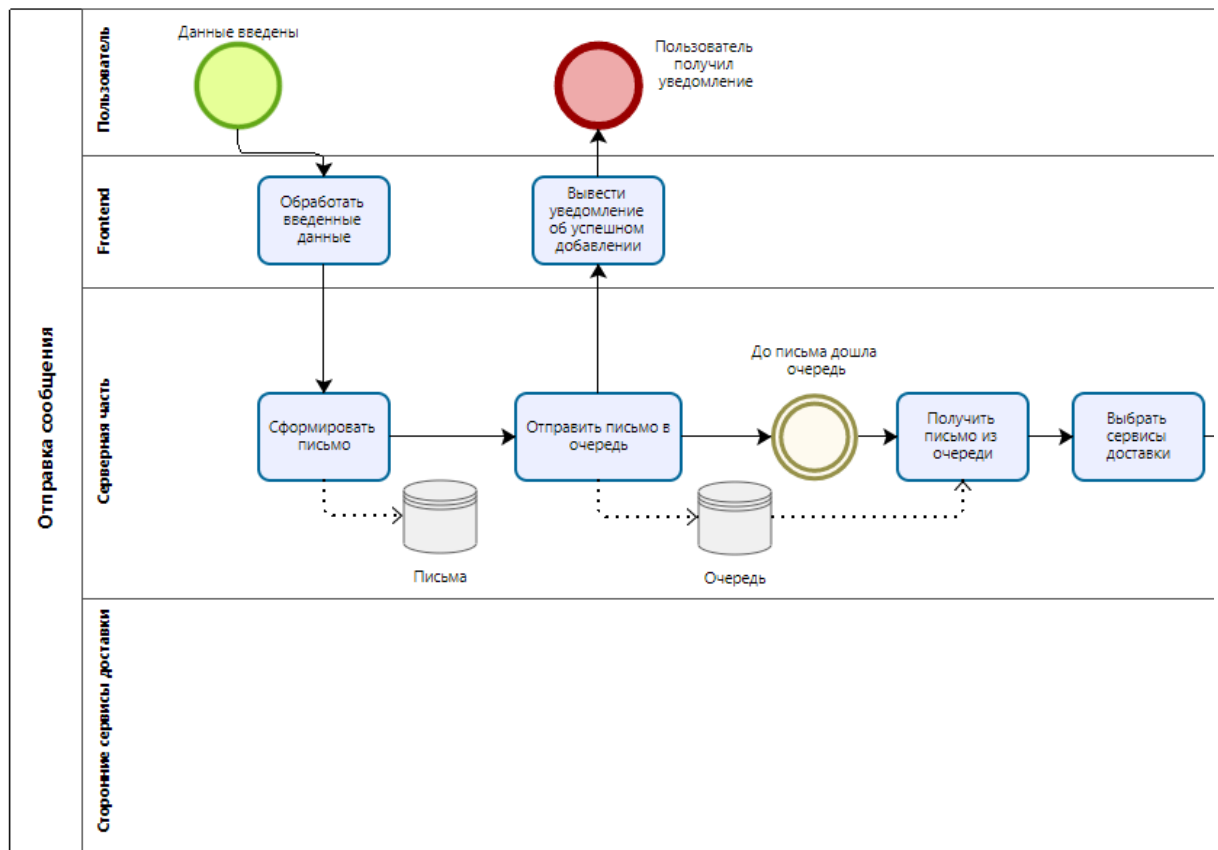 Отправка сообщения
Пользователь
Данные введены
Пользователь
получил
уведомление
Frontend
Обработать
введенные
данные
Вывести
уведомление
об успешном
добавлении
Серверная часть
До письма дошла
очередь
Сформировать
письмо
Отправить письмо в
очередь
Получить
письмо из
очереди
Выбрать
сервисы
доставки
Письма
Очередь
Сторонние сервисы доставки